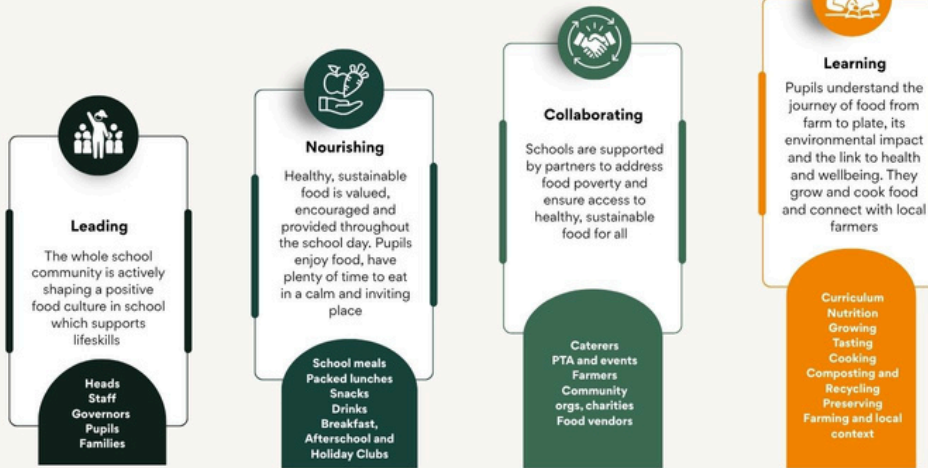 Leading
The whole school
community is actively
shaping a positive
food culture in school
which supports
lifeskills
Heads
Staff
Governors
Pupils
Families
Nourishing
Healthy, sustainable
food is valued,
encouraged and
provided throughout
the school day. Pupils
enjoy food, have
plenty of time to eat
in a calm and inviting
place
School meals
Packed lunches
Snacks
Drinks
Breakfast,
Afterschool and
Holiday Clubs
Collaborating
Schools are supported
by partners to address
food poverty and
ensure access to
healthy, sustainable
food for all
Caterers
PTA and events
Farmers
Community
orgs, charities
Food vendors
Learning
Pupils understand the
journey of food from
farm to plate, its
environmental impact
and the link to health
and wellbeing. They
grow and cook food
and connect with local
farmers
Curriculum
Nutrition
Growing
Tasting
Cooking
Composting and
Recycling
Preserving
Farming and local
context